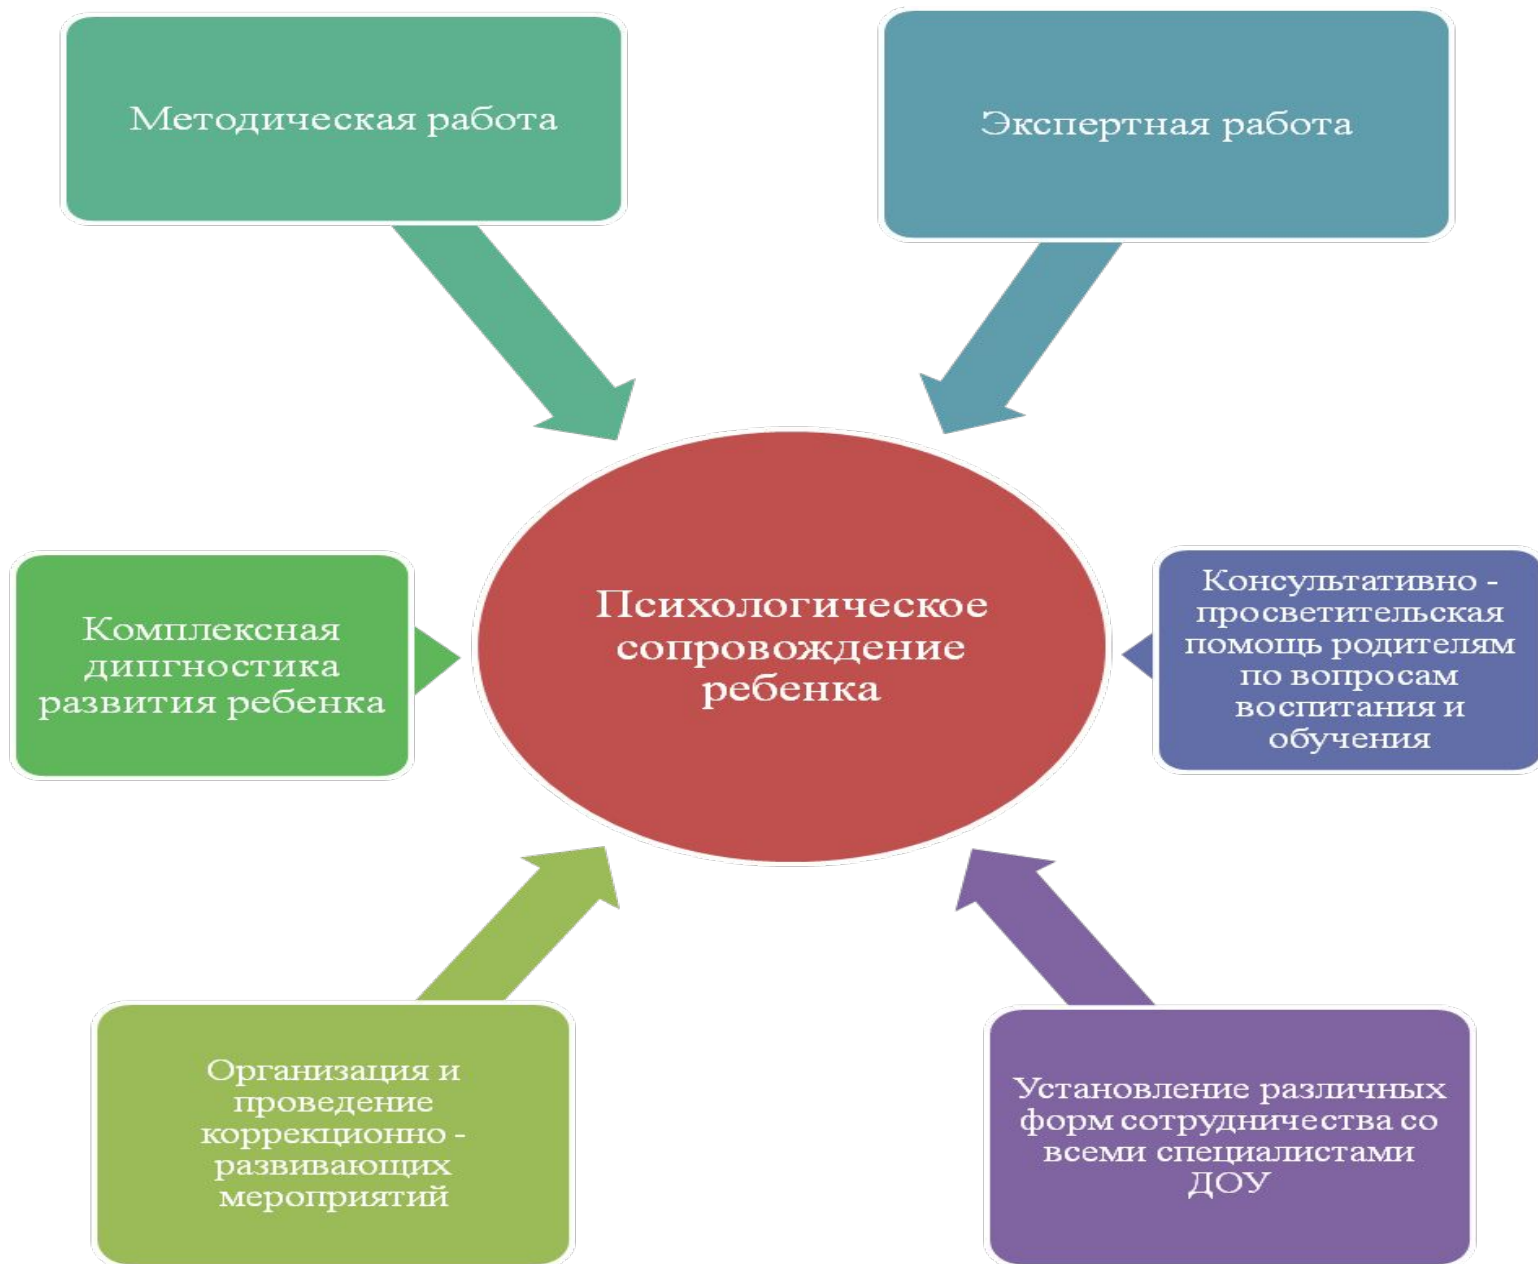 Методическая работа
Экспертная работа
Комплексная
дипгностика
развития ребенка
Психологическое
сопровождение
ребенка
Консультативно -
просветительская
помощь родителям
по вопросам
воспитания и
обучения
Организация и
проведение
коррекционно -
развивающих
мероприятий
Установление различных
форм сотрудничества со
всеми специалистами
ДОУ